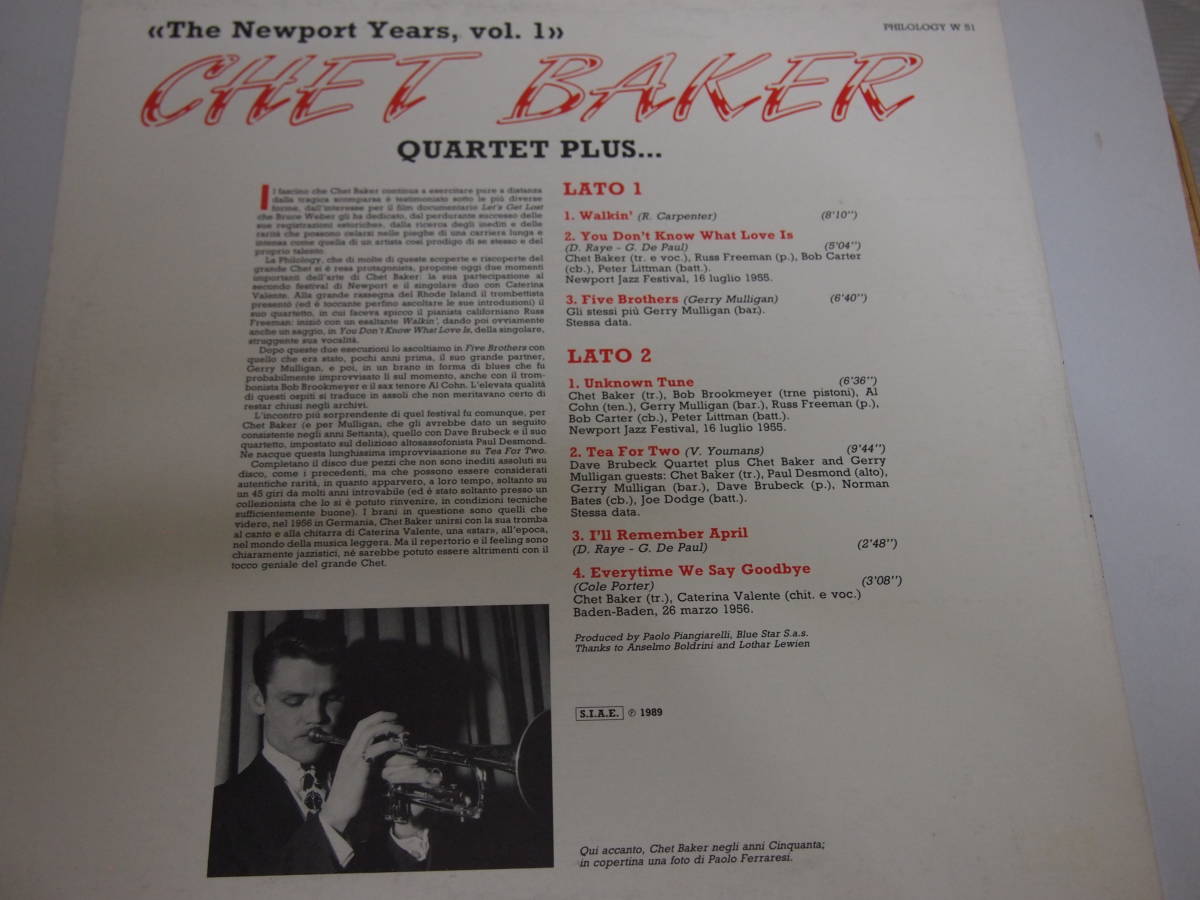 «The Newport Years, vol. 1»
PHILOLOGY W 51
CHET BAKER
QUARTET PLUS...
Il fascino che Chet Baker continua a esercitare pure a distanza
dalla tragica scomparsa è testimoniato sotto le più diverse
forme, dall'interesse per il film documentario Let's Get Lost
che Bruce Weber gli ha dedicato, dal perdurante successo delle
sue registrazioni «storiche», dalla ricerca degli inediti e delle
rarità che possono celarsi nelle pieghe di una carriera lunga e
intensa come quella di un artista così prodigo di se stesso e del
proprio talento.
La Philology, che di molte di queste scoperte e riscoperte del
grande Chet si è resa protagonista, propone oggi due momenti
importanti dell'arte di Chet Baker: la sua partecipazione al
secondo festival di Newport e il singolare duo con Caterina
Valente. Alla grande rassegna del Rhode Island il trombettista
presentò (ed è toccante perfino ascoltare le sue introduzioni) il
suo quartetto, in cui faceva spicco il pianista californiano Russ
Freeman: iniziò con un esaltante Walkin', dando poi ovviamente
anche un saggio, in You Don't Know What Love Is, della singolare,
struggente sua vocalità.
Dopo queste due esecuzioni lo ascoltiamo in Five Brothers con
quello che era stato, pochi anni prima, il suo grande partner,
Gerry Mulligan, e poi, in un brano in forma di blues che fu
probabilmente improvvisato lì sul momento, anche con il trom-
bonista Bob Brookmeyer e il sax tenore Al Cohn. L'elevata qualità
di questi ospiti si traduce in assoli che non meritavano certo di
restar chiusi negli archivi.
L'incontro più sorprendente di quel festival fu comunque, per
Chet Baker (e per Mulligan, che gli avrebbe dato un seguito
consistente negli anni Settanta), quello con Dave Brubeck e il suo
quartetto, impostato sul delizioso altosassofonista Paul Desmond.
Ne nacque questa lunghissima improvvisazione su Tea For Two.
Completano il disco due pezzi che non sono inediti assoluti su
disco, come i precedenti, ma che possono essere considerati
autentiche rarità, in quanto apparvero, a loro tempo, soltanto su
un 45 giri da molti anni introvabile (ed è stato soltanto presso un
collezionista che lo si è potuto rinvenire, in condizioni tecniche
sufficientemente buone). I brani in questione sono quelli che
videro, nel 1956 in Germania, Chet Baker unirsi con la sua tromba
al canto e alla chitarra di Caterina Valente, una «star», all'epoca,
nel mondo della musica leggera. Ma il repertorio e il feeling sono
chiaramente jazzistici, né sarebbe potuto essere altrimenti con il
tocco geniale del grande Chet.
LATO 1
1. Walkin' (R. Carpenter) (8'10'')
2. You Don't Know What Love Is
(D. Raye - G. De Paul) (5'04'')
Chet Baker (tr. e voc.), Russ Freeman (p.), Bob Carter
(cb.), Peter Littman (batt.).
Newport Jazz Festival, 16 luglio 1955.
3. Five Brothers (Gerry Mulligan) (6'40'')
Gli stessi più Gerry Mulligan (bar.).
Stessa data.
LATO 2
1. Unknown Tune (6'36'')
Chet Baker (tr.), Bob Brookmeyer (trne pistoni), Al
Cohn (ten.), Gerry Mulligan (bar.), Russ Freeman (p.),
Bob Carter (cb.), Peter Littman (batt.).
Newport Jazz Festival, 16 luglio 1955.
2. Tea For Two (V. Youmans) (9'44'')
Dave Brubeck Quartet plus Chet Baker and Gerry
Mulligan guests: Chet Baker (tr.), Paul Desmond (alto),
Gerry Mulligan (bar.), Dave Brubeck (p.), Norman
Bates (cb.), Joe Dodge (batt.).
Stessa data.
3. I'll Remember April
(D. Raye - G. De Paul) (2'48'')
4. Everytime We Say Goodbye
(Cole Porter) (3'08'')
Chet Baker (tr.), Caterina Valente (chit. e voc.)
Baden-Baden, 26 marzo 1956.
Produced by Paolo Piangiarelli, Blue Star S.a.s.
Thanks to Anselmo Boldrini and Lothar Lewien
S.I.A.E. ℗ 1989
Qui accanto, Chet Baker negli anni Cinquanta;
in copertina una foto di Paolo Ferraresi.